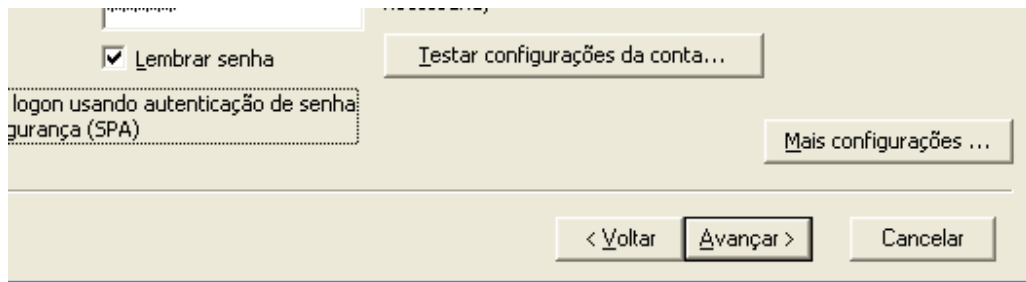 Lembrar senha
Testar configurações da conta...
logon usando autenticação de senha
gurança (SPA)
Mais configurações ...
< Voltar
Avançar >
Cancelar